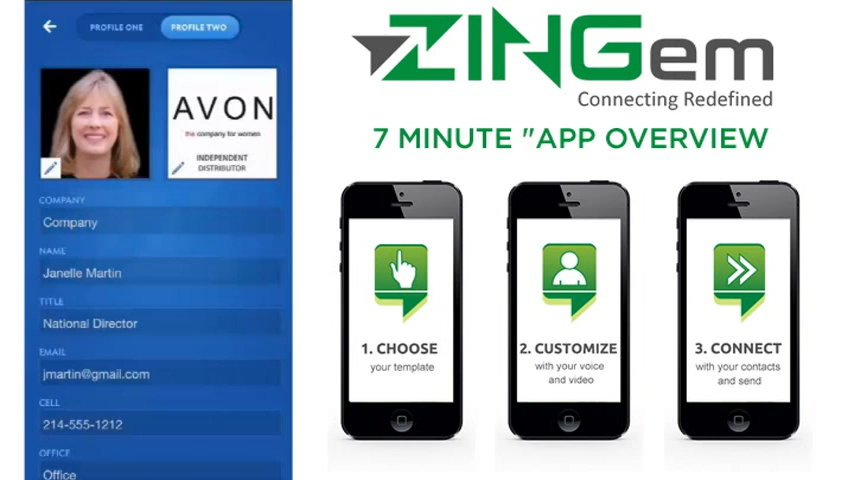 PROFILE ONE
PROFILE TWO
AVON
the company for women
INDEPENDENT
DISTRIBUTOR
COMPANY
Company
NAME
Janelle Martin
TITLE
National Director
EMAIL
jmartin@gmail.com
CELL
214-555-1212
OFFICE
Office
ZINGem
Connecting Redefined
7 MINUTE "APP OVERVIEW
1. CHOOSE
your template
2. CUSTOMIZE
with your voice
and video
3. CONNECT
with your contacts
and send